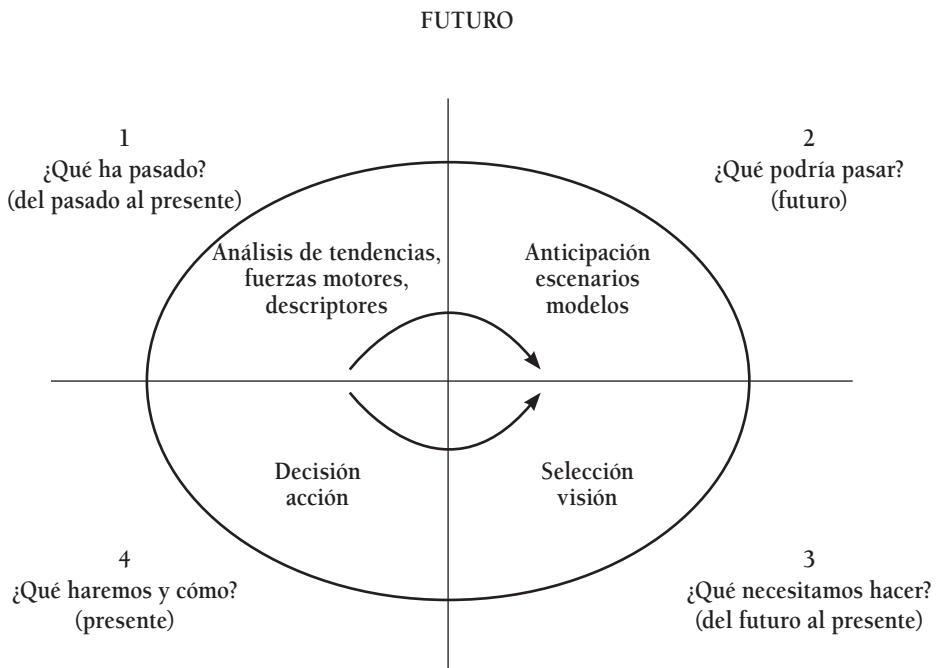 FUTURO
1
¿Qué ha pasado?
(del pasado al presente)
2
¿Qué podría pasar?
(futuro)
Análisis de tendencias,
fuerzas motores,
descriptores
Anticipación
escenarios
modelos
Decisión
acción
Selección
visión
4
¿Qué haremos y cómo?
(presente)
3
¿Qué necesitamos hacer?
(del futuro al presente)